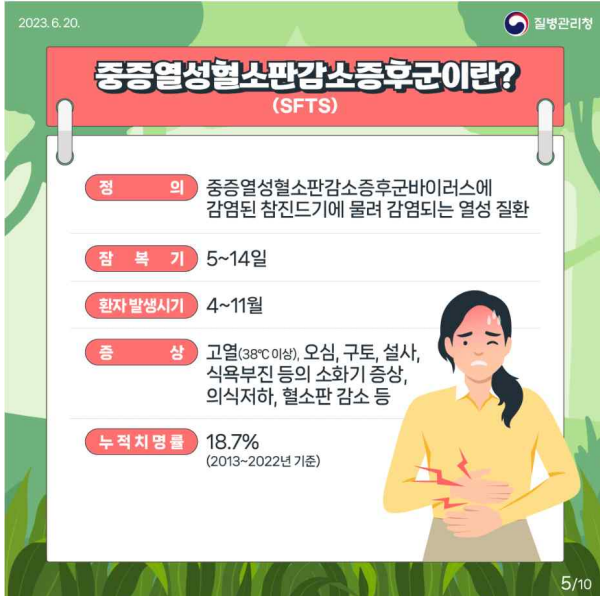 2023. 6. 20.
질병관리청
중증열성혈소판감소증후군이란?
(SFTS)
정 의
중증열성혈소판감소증후군바이러스에
감염된 참진드기에 물려 감염되는 열성 질환
잠 복 기
5~14일
환자 발생시기
4~11월
증 상
고열(38℃ 이상), 오심, 구토, 설사,
식욕부진 등의 소화기 증상,
의식저하, 혈소판 감소 등
누적치명률
18.7%
(2013~2022년 기준)
5/10